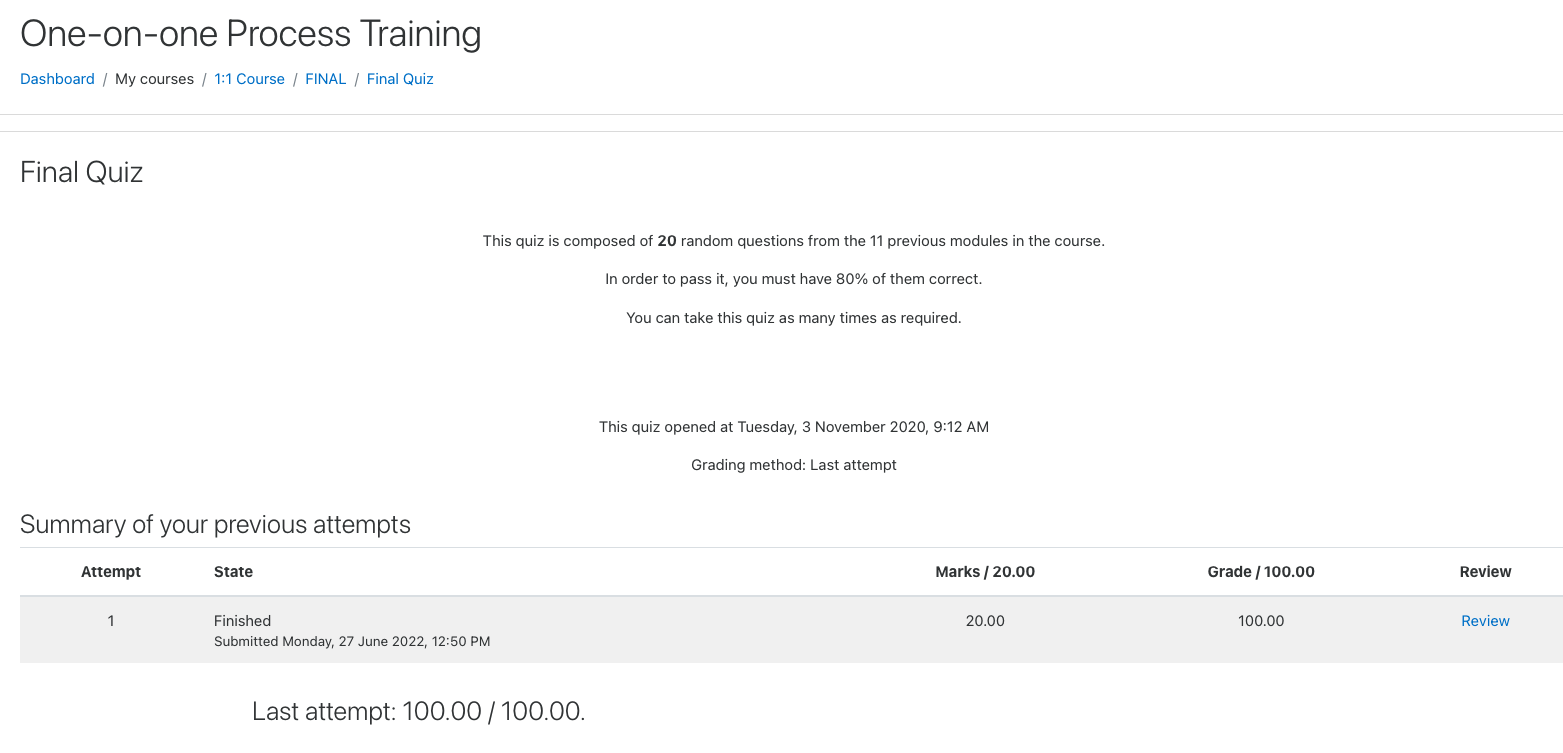 One-on-one Process Training
Dashboard / My courses / 1:1 Course / FINAL / Final Quiz
Final Quiz
This quiz is composed of 20 random questions from the 11 previous modules in the course.
In order to pass it, you must have 80% of them correct.
You can take this quiz as many times as required.
This quiz opened at Tuesday, 3 November 2020, 9:12 AM
Grading method: Last attempt
Summary of your previous attempts
Attempt State Marks / 20.00 Grade / 100.00 Review
1 Finished 20.00 100.00 Review
Submitted Monday, 27 June 2022, 12:50 PM
Last attempt: 100.00 / 100.00.